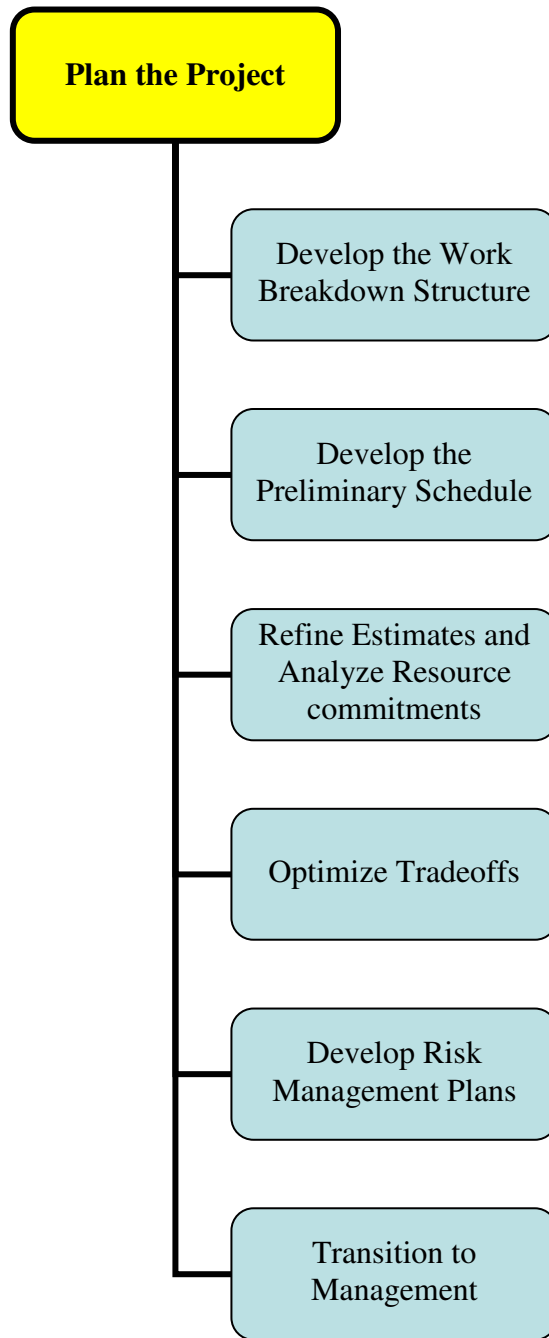 Plan the Project
Develop the Work
Breakdown Structure
Develop the
Preliminary Schedule
Refine Estimates and
Analyze Resource
commitments
Optimize Tradeoffs
Develop Risk
Management Plans
Transition to
Management